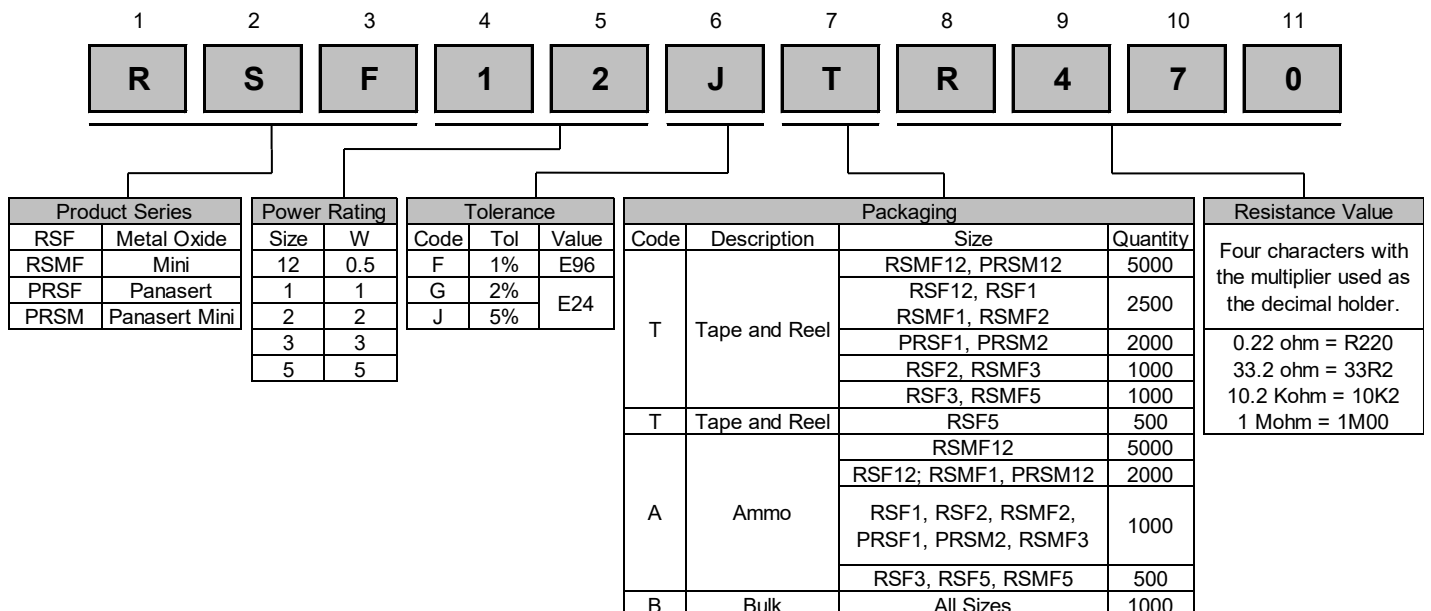 1 2 3 4 5 6 7 8 9 10 11
R S F 1 2 J T R 4 7 0
Product Series
RSF Metal Oxide
RSMF Mini
PRSF Panasert
PRSM Panasert Mini
Power Rating
Size W
12 0.5
1 1
2 2
3 3
5 5
Tolerance
Code Tol Value
F 1% E96
G 2% E24
J 5%
Packaging
Code Description Size Quantity
T Tape and Reel
RSMF12, PRSM12 5000
RSF12, RSF1
RSMF1, RSMF2
2500
PRSF1, PRSM2 2000
RSF2, RSMF3 1000
RSF3, RSMF5 1000
T Tape and Reel RSF5 500
A Ammo
RSMF12 5000
RSF12; RSMF1, PRSM12 2000
RSF1, RSF2, RSMF2,
PRSF1, PRSM2, RSMF3
1000
RSF3, RSF5, RSMF5 500
B Bulk All Sizes 1000
Resistance Value
Four characters with
the multiplier used as
the decimal holder.
0.22 ohm = R220
33.2 ohm = 33R2
10.2 Kohm = 10K2
1 Mohm = 1M00